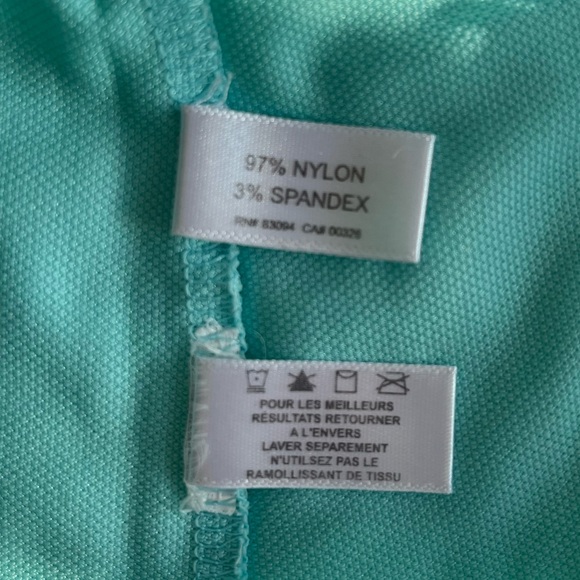 97% NYLON
3% SPANDEX
RN# 83094 CA# 00326
POUR LES MEILLEURS
RÉSULTATS RETOURNER
A L'ENVERS
LAVER SEPAREMENT
N'UTILSEZ PAS LE
RAMOLLISSANT DE TISSU